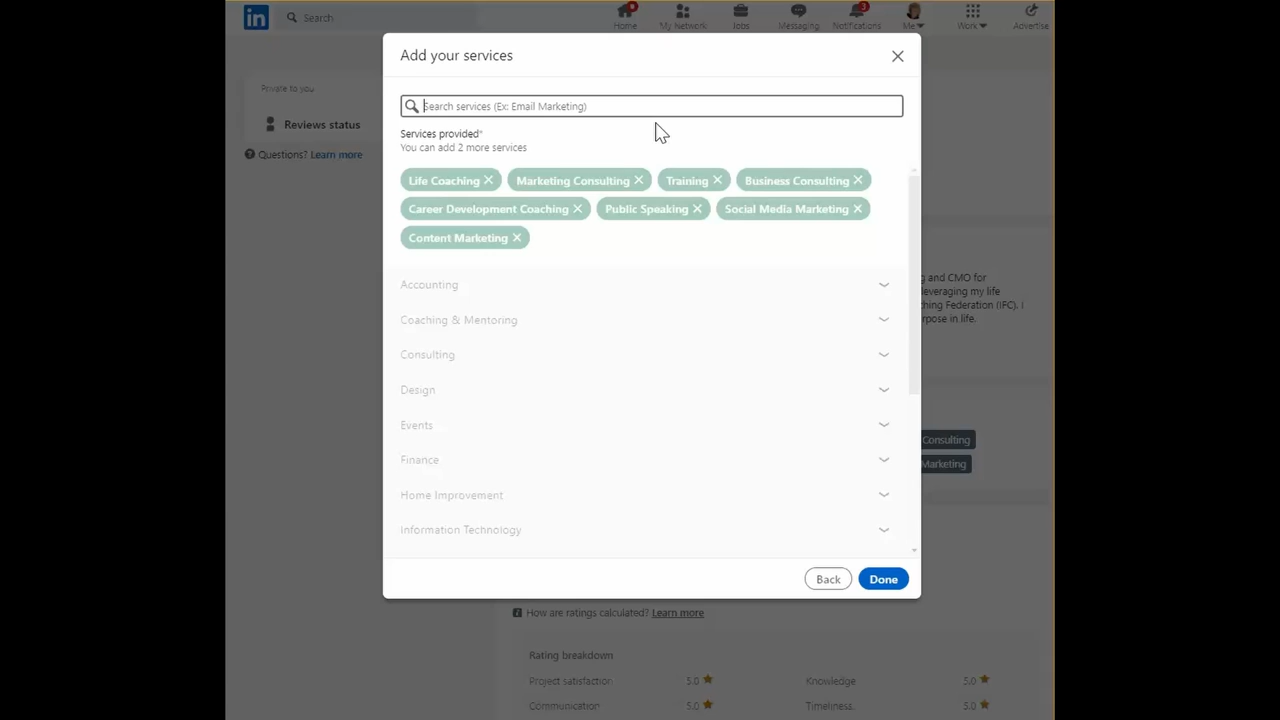 in
Search
9
Home
My Network
Jobs
Messaging
3
Notifications
Me
Work
Advertise
Add your services
Private to you
Reviews status
Questions? Learn more
Search services (Ex: Email Marketing)
Services provided*
You can add 2 more services
Life Coaching
Marketing Consulting
Training
Business Consulting
Career Development Coaching
Public Speaking
Social Media Marketing
Content Marketing
Accounting
Coaching & Mentoring
Consulting
Design
Events
Finance
Home Improvement
Information Technology
g and CMO for
leveraging my life
ching Federation (IFC). I
rpose in life.
Consulting
Marketing
Back
Done
How are ratings calculated? Learn more
Rating breakdown
Project satisfaction 5.0 Knowledge 5.0
Communication 5.0 Timeliness. 5.0